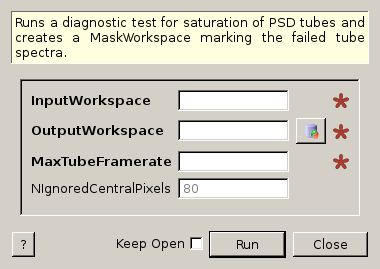 Runs a diagnostic test for saturation of PSD tubes and
creates a MaskWorkspace marking the failed tube
spectra.
InputWorkspace
OutputWorkspace
MaxTubeFramerate
NIgnoredCentralPixels 80
? Keep Open Run Close